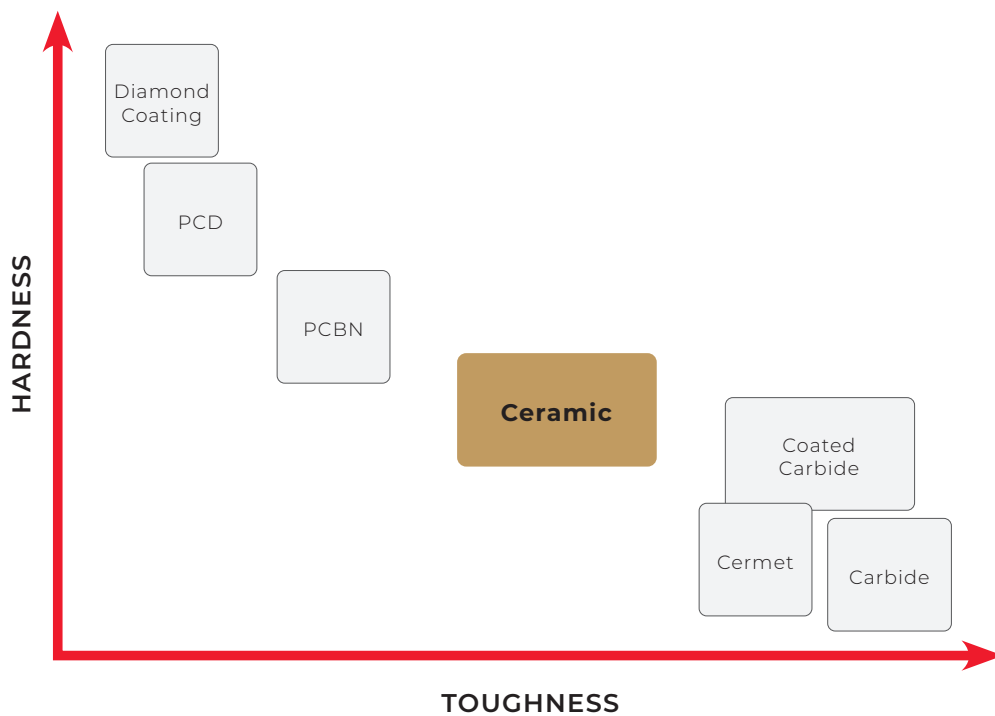 Diamond
Coating
PCD
HARDNESS
PCBN
Ceramic
Coated
Carbide
Cermet
Carbide
TOUGHNESS